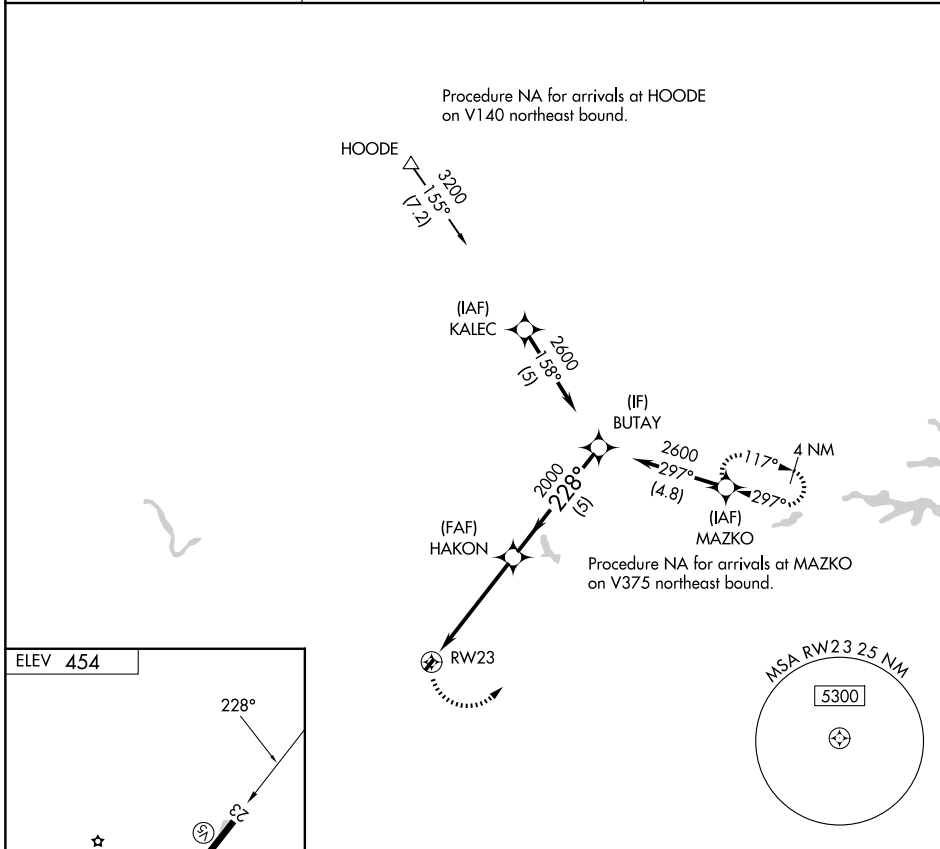 Procedure NA for arrivals at HOODE
on V140 northeast bound.
HOODE
3200
155°
(7.2)
(IAF)
KALEC
2600
158°
(5)
(IF)
BUTAY
2600
297°
(4.8)
117°
4 NM
297°
(IAF)
MAZKO
2000
228°
(5)
(FAF)
HAKON
Procedure NA for arrivals at MAZKO
on V375 northeast bound.
RW23
MSA RW23 25 NM
5300
ELEV 454
228°
23
V5